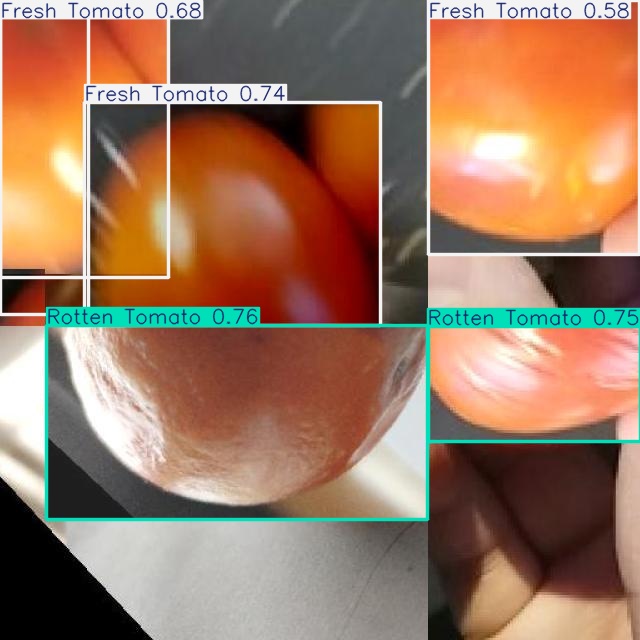 Fresh Tomato 0.68
Fresh Tomato 0.58
Fresh Tomato 0.74
Rotten Tomato 0.76
Rotten Tomato 0.75